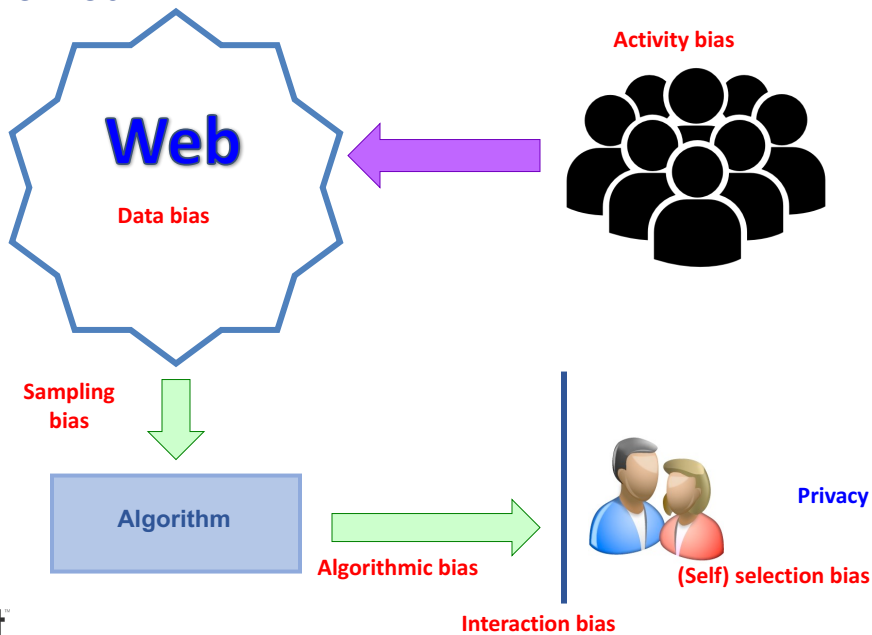 Activity bias
Web
Data bias
Sampling
bias
Algorithm
Privacy
Algorithmic bias
(Self) selection bias
Interaction bias